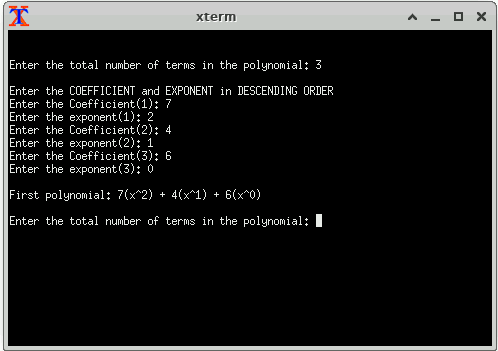 xterm
Enter the total number of terms in the polynomial: 3
Enter the COEFFICIENT and EXPONENT in DESCENDING ORDER
Enter the Coefficient(1): 7
Enter the exponent(1): 2
Enter the Coefficient(2): 4
Enter the exponent(2): 1
Enter the Coefficient(3): 6
Enter the exponent(3): 0
First polynomial: 7(x^2) + 4(x^1) + 6(x^0)
Enter the total number of terms in the polynomial: